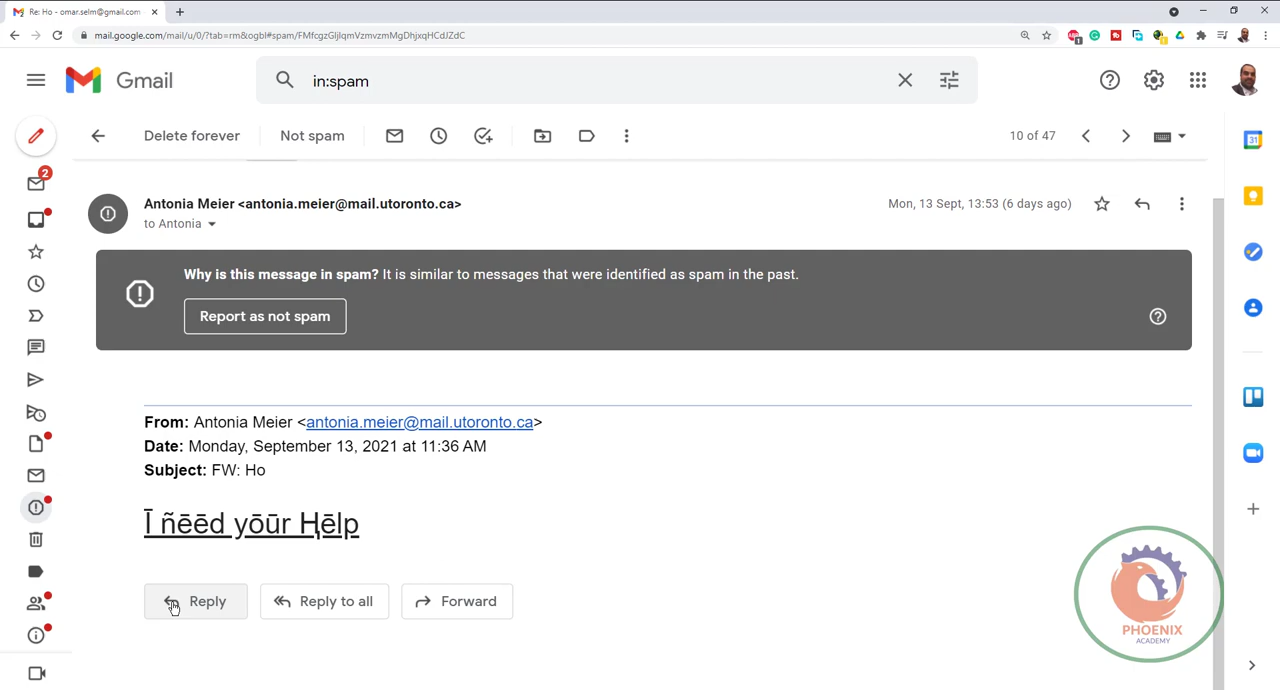 Re: Ho - omar.selm@gmail.com
mail.google.com/mail/u/0/?tab=rm&ogbl#spam/FMfcgzGljlqmVzmvzmMgDhjxqHCdJZdC
Gmail
in:spam
Delete forever
Not spam
10 of 47
2
31
Antonia Meier <antonia.meier@mail.utoronto.ca>
Mon, 13 Sept, 13:53 (6 days ago)
to Antonia
Why is this message in spam? It is similar to messages that were identified as spam in the past.
Report as not spam
From: Antonia Meier <antonia.meier@mail.utoronto.ca>
Date: Monday, September 13, 2021 at 11:36 AM
Subject: FW: Ho
Ī ñēēd yōūr Ḩēlp
Reply
Reply to all
Forward
PHOENIX
ACADEMY